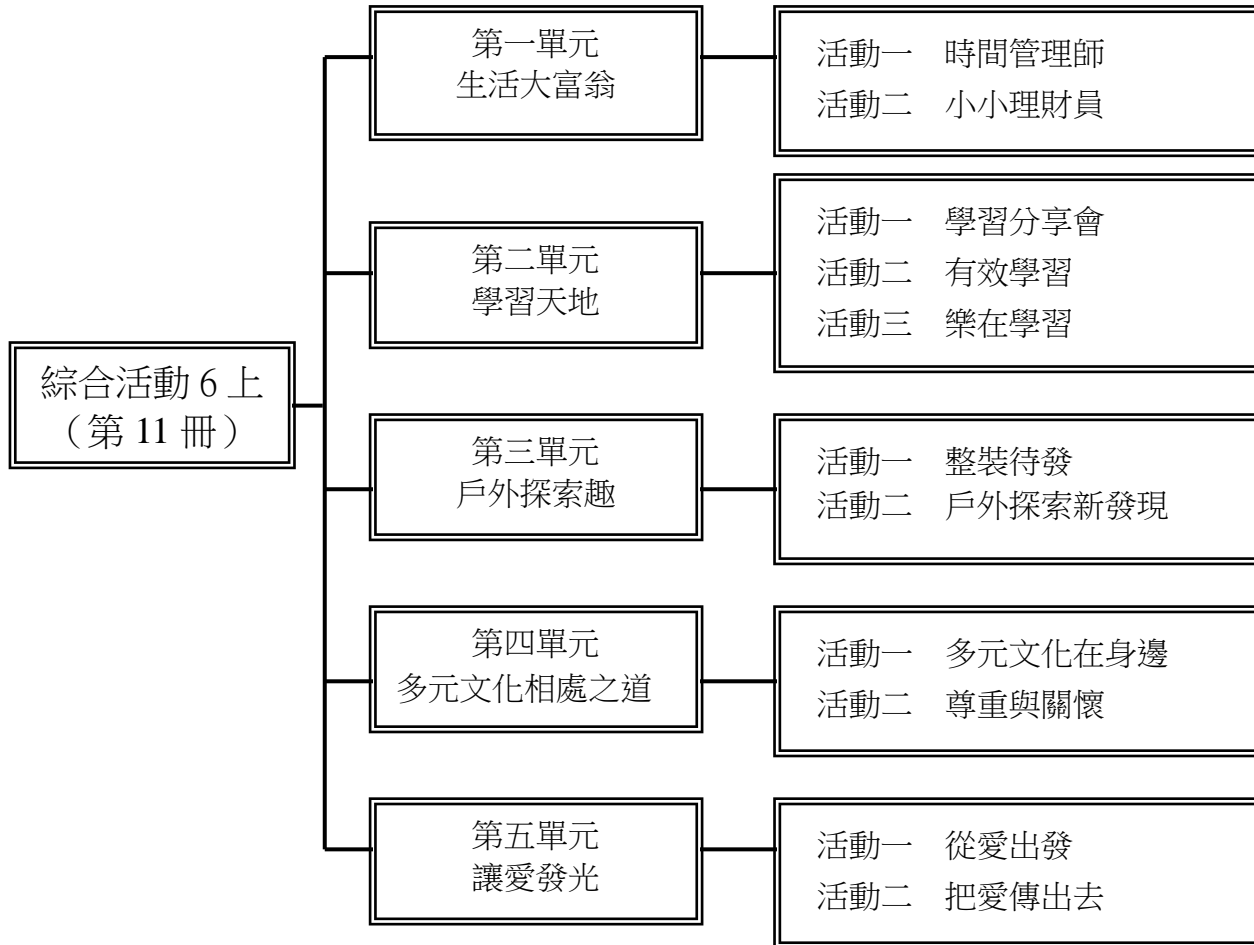 綜合活動 6 上
（第 11 冊）
第一單元
生活大富翁
活動一　時間管理師
活動二　小小理財員
第二單元
學習天地
活動一　學習分享會
活動二　有效學習
活動三　樂在學習
第三單元
戶外探索趣
活動一　整裝待發
活動二　戶外探索新發現
第四單元
多元文化相處之道
活動一　多元文化在身邊
活動二　尊重與關懷
第五單元
讓愛發光
活動一　從愛出發
活動二　把愛傳出去